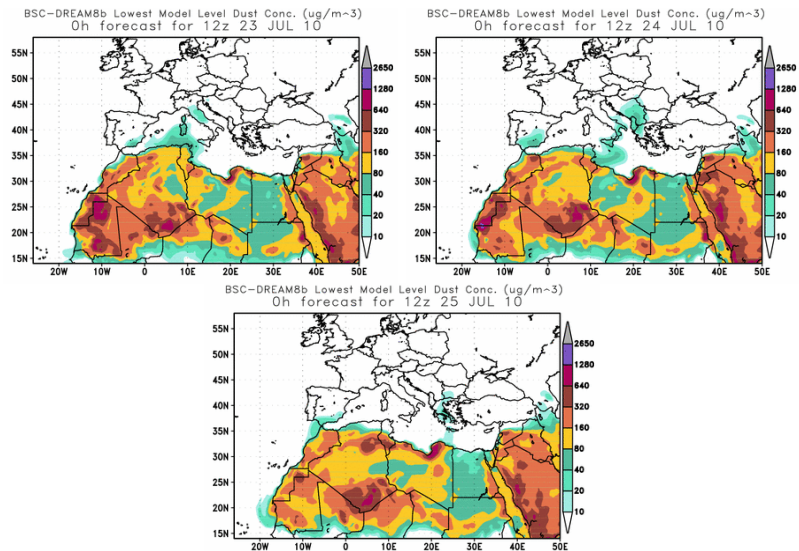 BSC-DREAM8b Lowest Model Level Dust Conc. (ug/m^3)
0h forecast for 12z 23 JUL 10
55N
50N
45N
40N
35N
30N
25N
20N
15N
20W
10W
0
10E
20E
30E
40E
50E
2650
1280
640
320
160
80
40
20
10
BSC-DREAM8b Lowest Model Level Dust Conc. (ug/m^3)
0h forecast for 12z 24 JUL 10
55N
50N
45N
40N
35N
30N
25N
20N
15N
20W
10W
0
10E
20E
30E
40E
50E
2650
1280
640
320
160
80
40
20
10
BSC-DREAM8b Lowest Model Level Dust Conc. (ug/m^3)
0h forecast for 12z 25 JUL 10
55N
50N
45N
40N
35N
30N
25N
20N
15N
20W
10W
0
10E
20E
30E
40E
50E
2650
1280
640
320
160
80
40
20
10